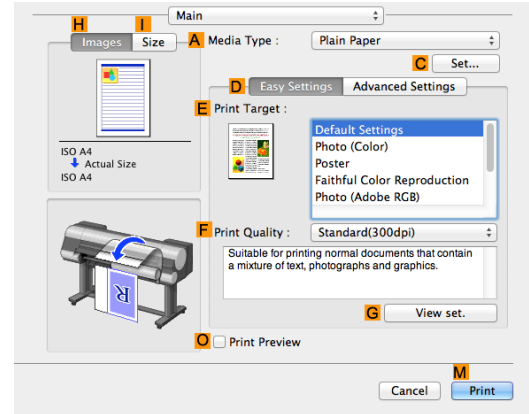 Main
H I
Images Size
A Media Type : Plain Paper
C Set...
D Easy Settings Advanced Settings
E Print Target :
Default Settings
Photo (Color)
Poster
Faithful Color Reproduction
Photo (Adobe RGB)
ISO A4
Actual Size
ISO A4
F Print Quality : Standard(300dpi)
Suitable for printing normal documents that contain
a mixture of text, photographs and graphics.
R
G View set.
O Print Preview
M
Cancel Print